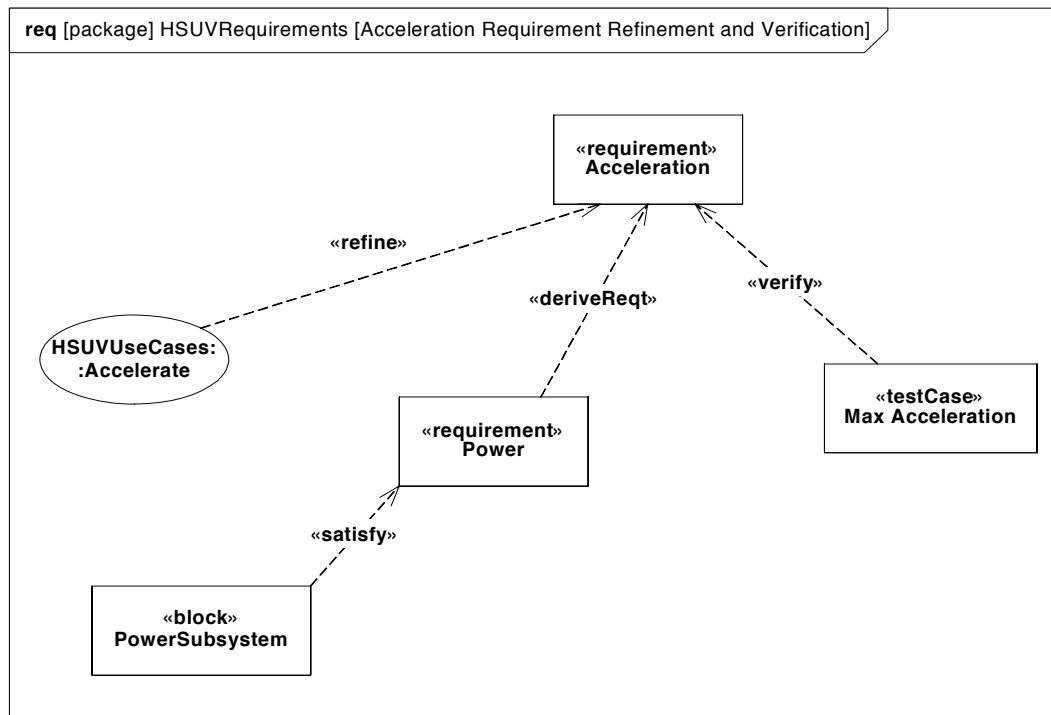 req [package] HSUVRequirements [Acceleration Requirement Refinement and Verification]
«requirement»
Acceleration
«refine»
«deriveReqt»
«verify»
HSUVUseCases:
:Accelerate
«testCase»
Max Acceleration
«requirement»
Power
«satisfy»
«block»
PowerSubsystem